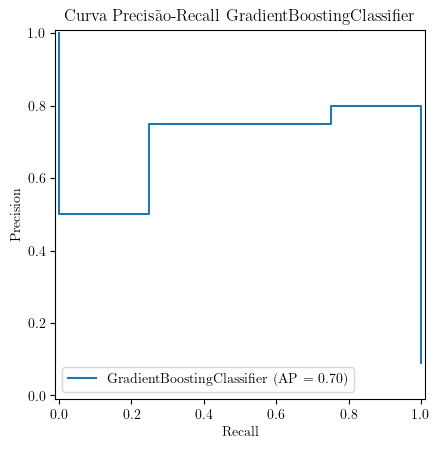 Curva Precisão-Recall GradientBoostingClassifier
1.0
0.8
0.6
0.4
0.2
0.0
Precision
GradientBoostingClassifier (AP = 0.70)
0.0 0.2 0.4 0.6 0.8 1.0
Recall